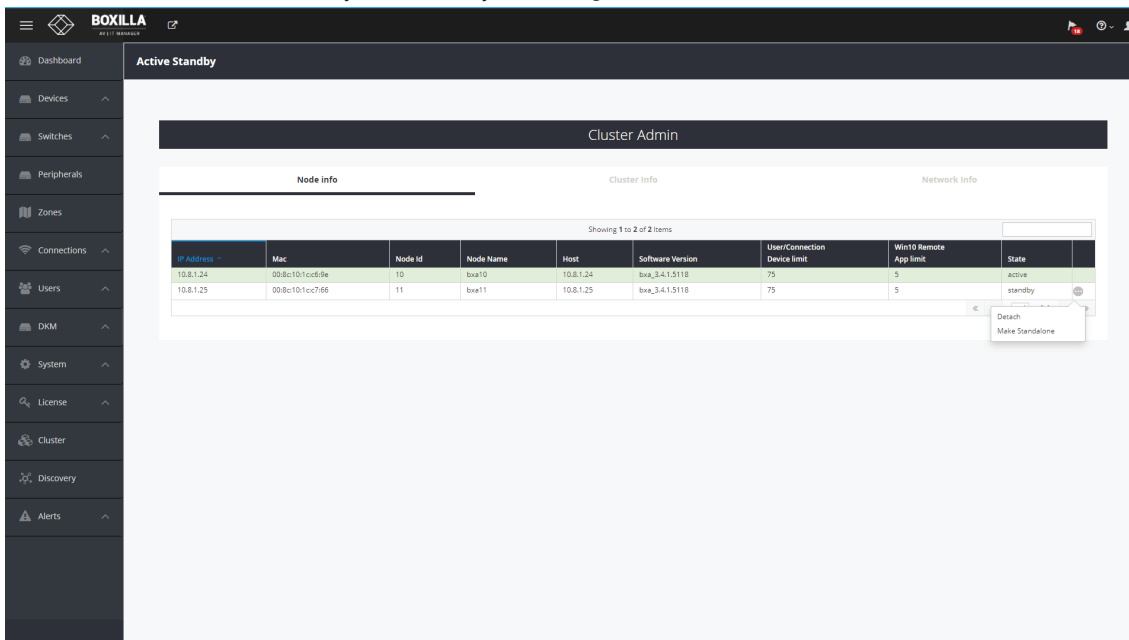 BOXILLA
AV | IT MANAGER
18
Dashboard
Active Standby
Devices
Switches
Cluster Admin
Peripherals
Node info
Cluster Info
Network Info
Zones
Showing 1 to 2 of 2 Items
Connections
IP Address
Mac
Node Id
Node Name
Host
Software Version
User/Connection
Device limit
Win10 Remote
App limit
State
10.8.1.24
00:8c:10:1c:c6:9e
10
bxa10
10.8.1.24
bxa_3.4.1.5118
75
5
active
Users
10.8.1.25
00:8c:10:1c:c7:66
11
bxa11
10.8.1.25
bxa_3.4.1.5118
75
5
standby
Detach
Make Standalone
DKM
System
License
Cluster
Discovery
Alerts